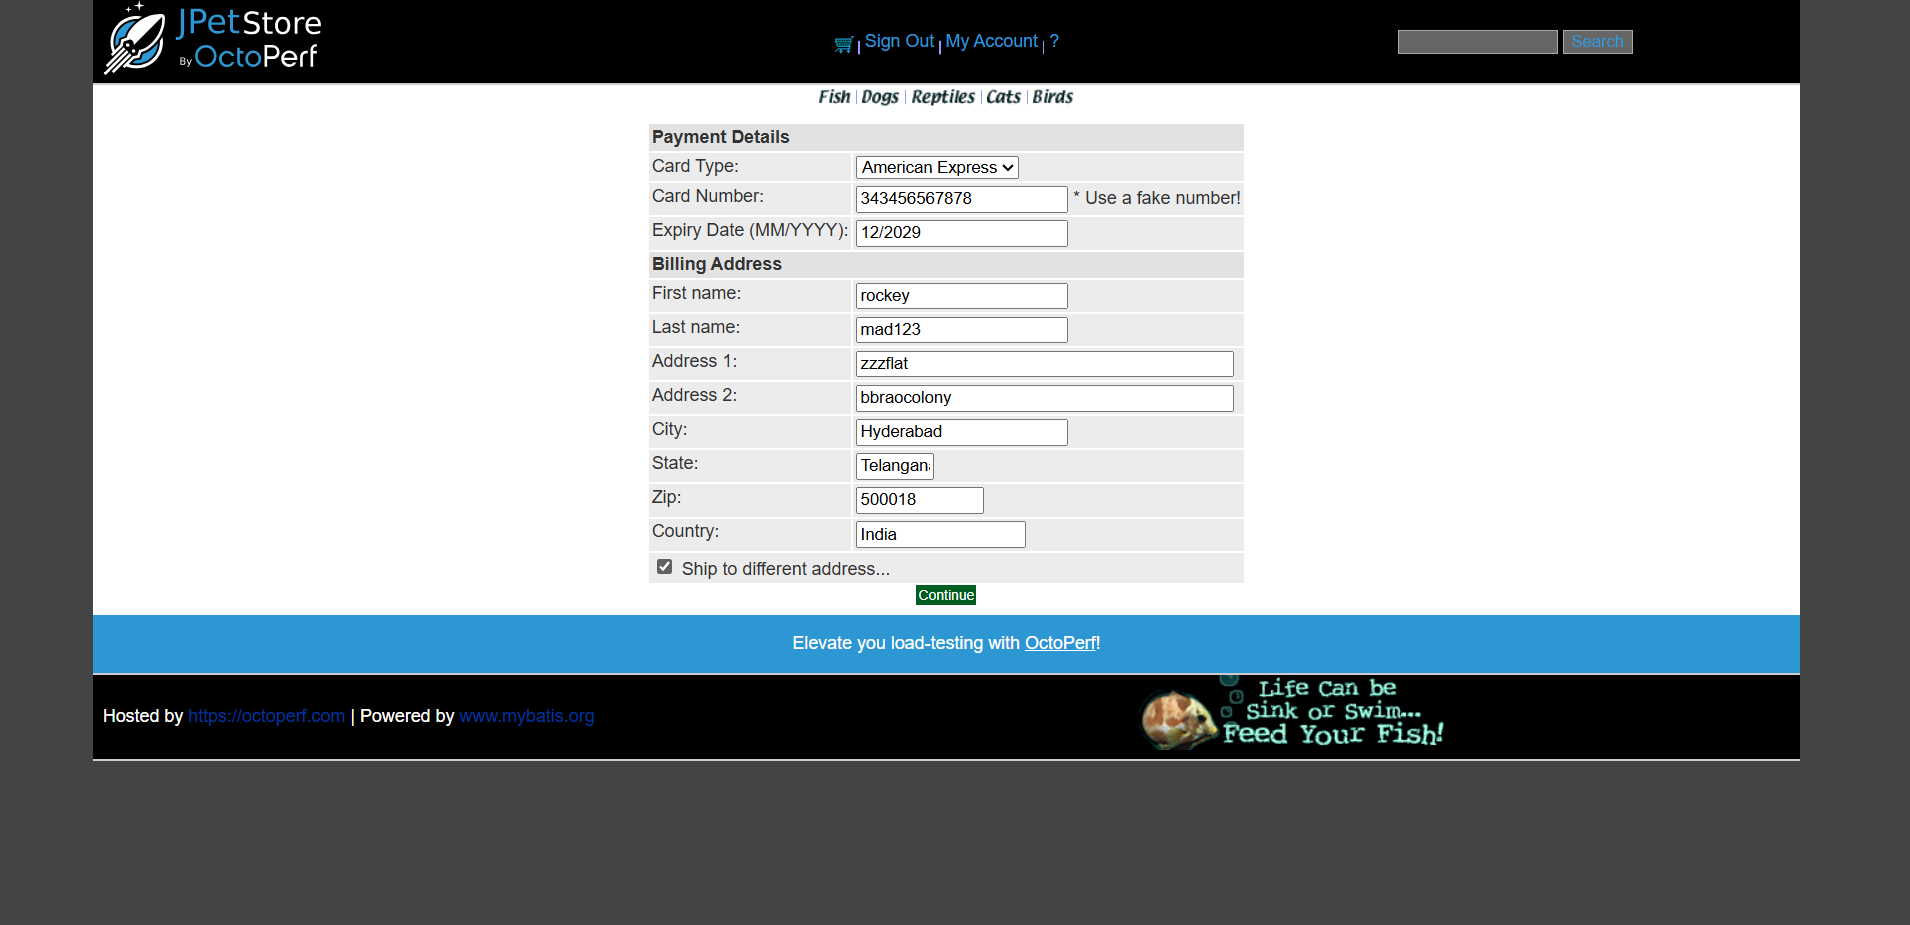 JPetStore
By OctoPerf
Sign Out | My Account | ?
Search
Fish | Dogs | Reptiles | Cats | Birds
Payment Details
Card Type: American Express
Card Number: 343456567878 * Use a fake number!
Expiry Date (MM/YYYY): 12/2029
Billing Address
First name: rockey
Last name: mad123
Address 1: zzzflat
Address 2: bbraocolony
City: Hyderabad
State: Telangan
Zip: 500018
Country: India
Ship to different address...
Continue
Elevate you load-testing with OctoPerf!
Hosted by https://octoperf.com | Powered by www.mybatis.org
Life Can be
Sink or Swim...
Feed Your Fish!